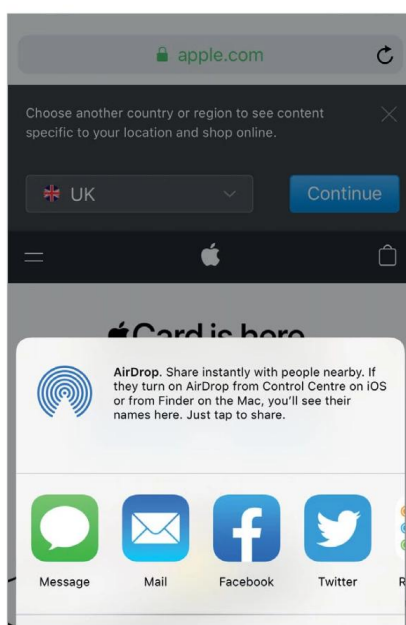 apple.com
Choose another country or region to see content
specific to your location and shop online.
UK
Continue
Card is here
AirDrop. Share instantly with people nearby. If
they turn on AirDrop from Control Centre on iOS
or from Finder on the Mac, you'll see their
names here. Just tap to share.
Message Mail Facebook Twitter R